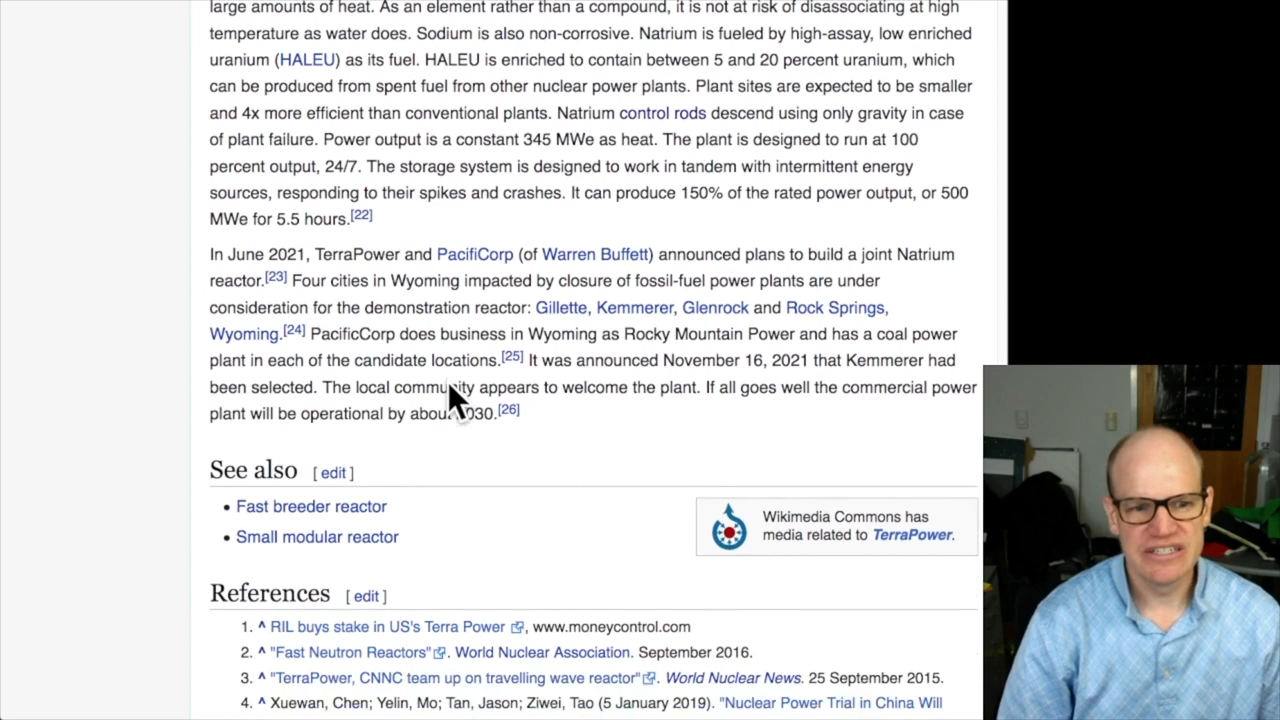 large amounts of heat. As an element rather than a compound, it is not at risk of disassociating at high
temperature as water does. Sodium is also non-corrosive. Natrium is fueled by high-assay, low enriched
uranium (HALEU) as its fuel. HALEU is enriched to contain between 5 and 20 percent uranium, which
can be produced from spent fuel from other nuclear power plants. Plant sites are expected to be smaller
and 4x more efficient than conventional plants. Natrium control rods descend using only gravity in case
of plant failure. Power output is a constant 345 MWe as heat. The plant is designed to run at 100
percent output, 24/7. The storage system is designed to work in tandem with intermittent energy
sources, responding to their spikes and crashes. It can produce 150% of the rated power output, or 500
MWe for 5.5 hours.[22]
In June 2021, TerraPower and PacifiCorp (of Warren Buffett) announced plans to build a joint Natrium
reactor.[23] Four cities in Wyoming impacted by closure of fossil-fuel power plants are under
consideration for the demonstration reactor: Gillette, Kemmerer, Glenrock and Rock Springs,
Wyoming.[24] PacificCorp does business in Wyoming as Rocky Mountain Power and has a coal power
plant in each of the candidate locations.[25] It was announced November 16, 2021 that Kemmerer had
been selected. The local community appears to welcome the plant. If all goes well the commercial power
plant will be operational by about 2030.[26]
See also [ edit ]
• Fast breeder reactor
• Small modular reactor
Wikimedia Commons has
media related to TerraPower.
References [ edit ]
1. ^ RIL buys stake in US's Terra Power, www.moneycontrol.com
2. ^ "Fast Neutron Reactors". World Nuclear Association. September 2016.
3. ^ "TerraPower, CNNC team up on travelling wave reactor". World Nuclear News. 25 September 2015.
4. ^ Xuewan, Chen; Yelin, Mo; Tan, Jason; Ziwei, Tao (5 January 2019). "Nuclear Power Trial in China Will